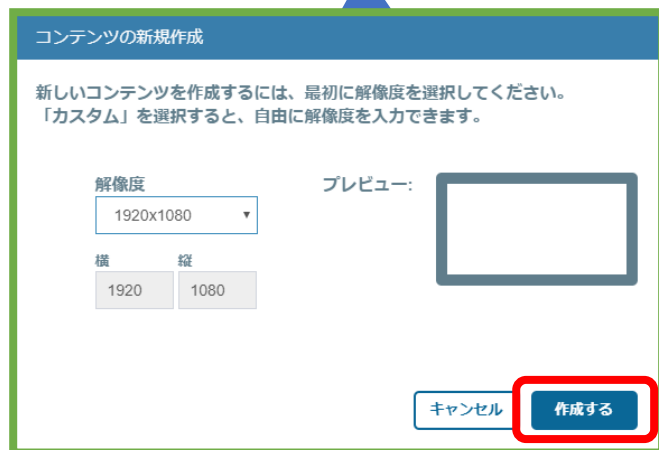 コンテンツの新規作成
新しいコンテンツを作成するには、最初に解像度を選択してください。
「カスタム」を選択すると、自由に解像度を入力できます。
解像度
プレビュー:
1920x1080
横 縦
1920 1080
キャンセル 作成する